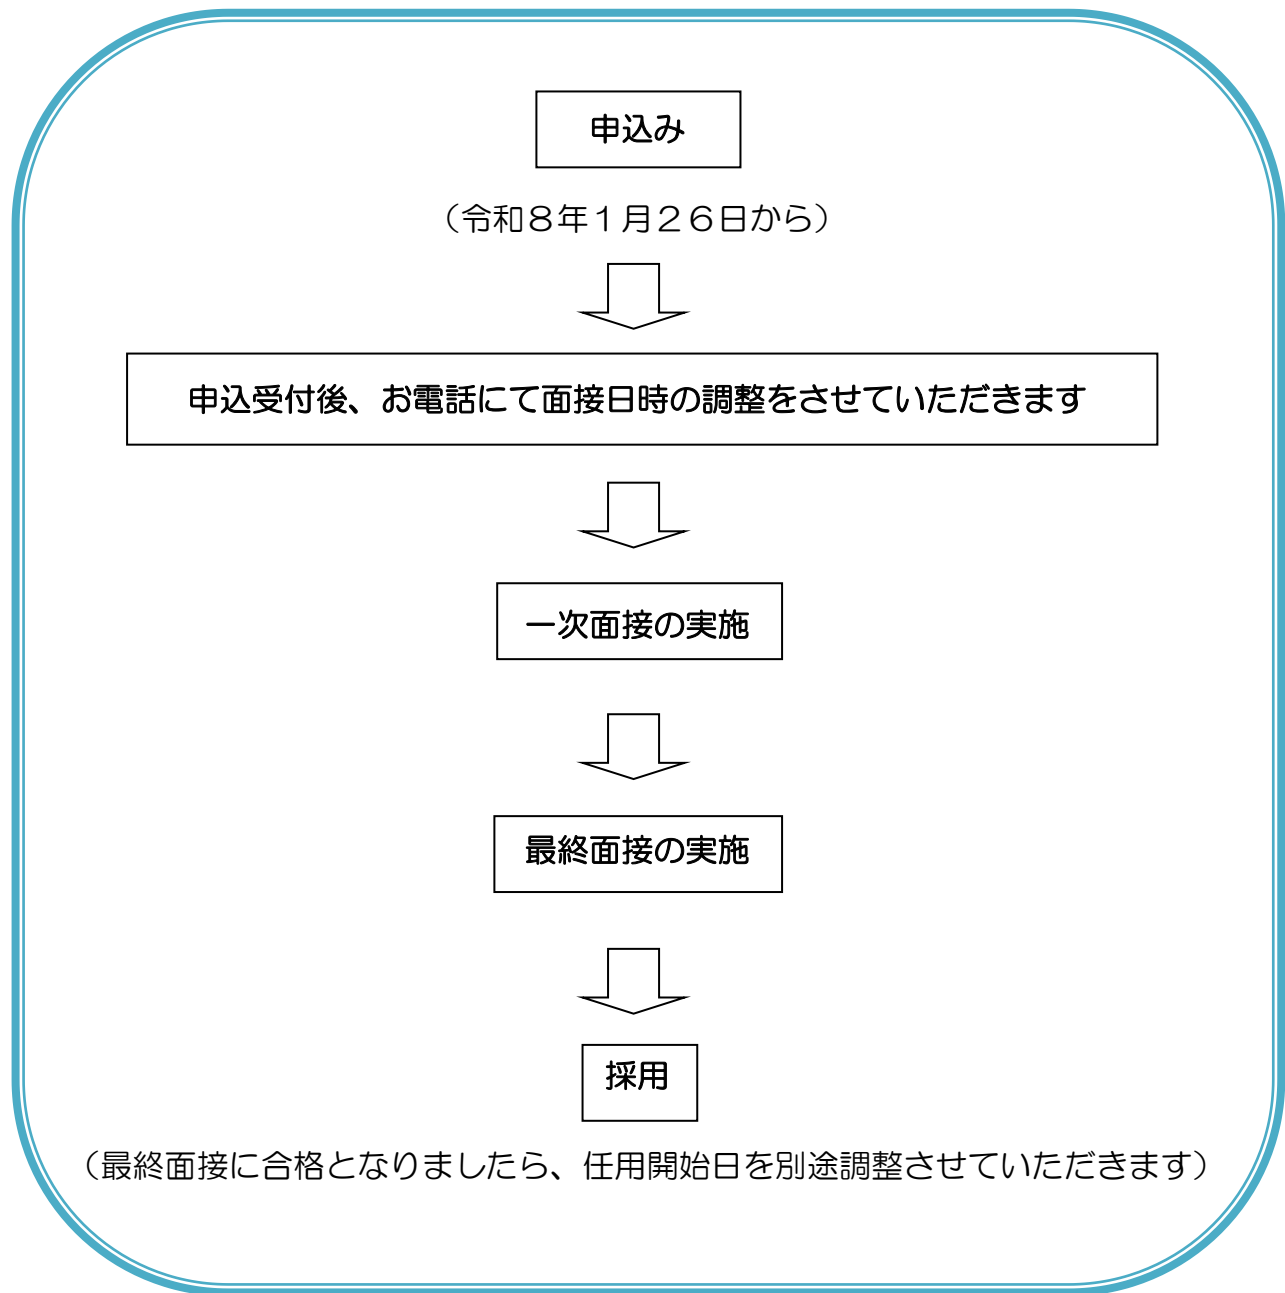 申込み
（令和８年１月２６日から）
申込受付後、お電話にて面接日時の調整をさせていただきます
一次面接の実施
最終面接の実施
採用
（最終面接に合格となりましたら、任用開始日を別途調整させていただきます）